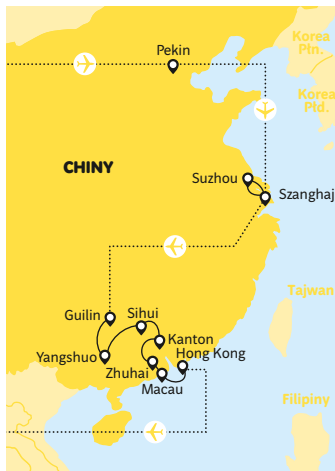 Korea
Płn.
Pekin
Korea
Płd.
CHINY
Suzhou
Szanghaj
Tajwan
Guilin
Sihui
Kanton
Hong Kong
Yangshuo
Zhuhai
Macau
Filipiny